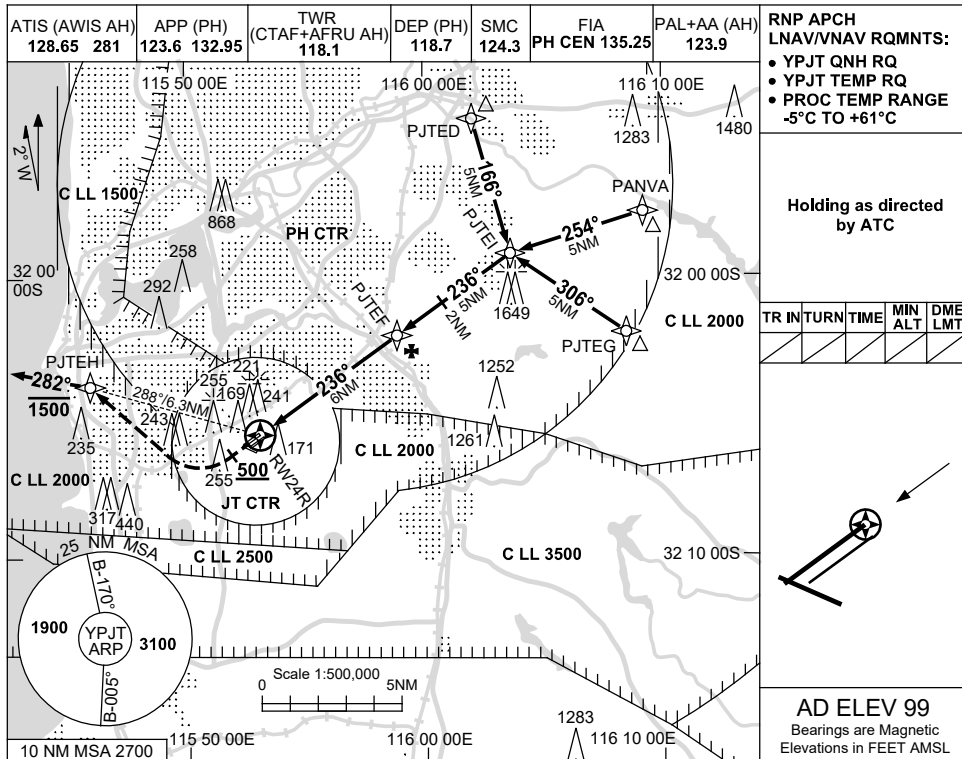 ATIS (AWIS AH)
128.65 281
APP (PH)
123.6 132.95
TWR
(CTAF+AFRU AH)
118.1
DEP (PH)
118.7
SMC
124.3
FIA
PH CEN 135.25
PAL+AA (AH)
123.9
RNP APCH
LNAV/VNAV RQMNTS:
• YPJT QNH RQ
• YPJT TEMP RQ
• PROC TEMP RANGE
-5°C TO +61°C
Holding as directed
by ATC
TR IN
TURN
TIME
MIN
ALT
DME
LMT
115 50 00E
116 00 00E
116 10 00E
2° W
C LL 1500
868
PH CTR
258
292
32 00
00S
PJTED
166°
5NM
PJTEI
1283
1480
PANVA
254°
5NM
32 00 00S
236°
5NM
2NM
1649
306°
5NM
PJTEG
C LL 2000
PJTEF
PJTEH
282°
1500
288°/6.3NM
221
255
169
241
243
236°
6NM
1252
1261
235
171
255
500
RW24R
C LL 2000
C LL 2000
JT CTR
317
440
25 NM MSA
C LL 2500
C LL 3500
32 10 00S
B-170°
1900
YPJT
ARP
3100
B-005°
Scale 1:500,000
0
5NM
1283
10 NM MSA 2700
115 50 00E
116 00 00E
116 10 00E
AD ELEV 99
Bearings are Magnetic
Elevations in FEET AMSL